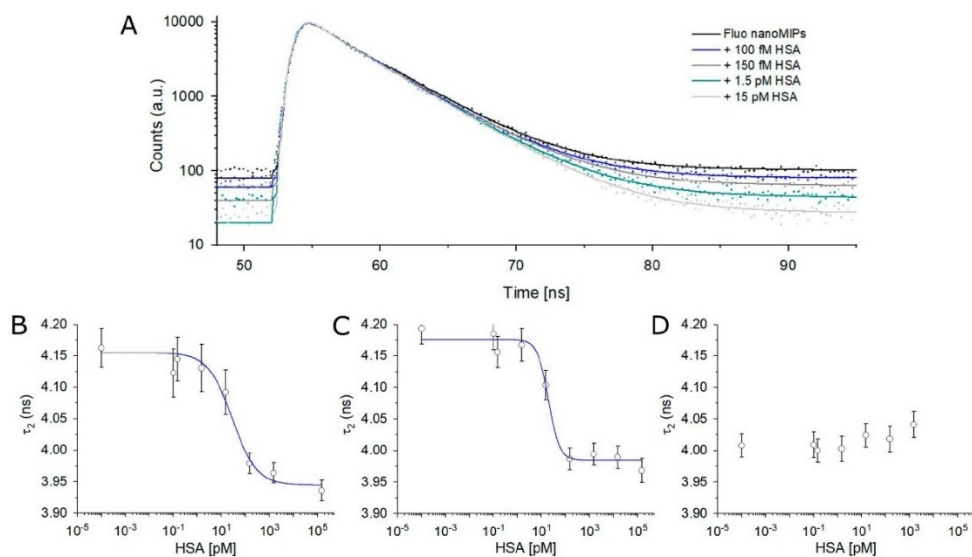 A
10000
1000
100
10
Counts (a.u.)
Fluo nanoMIPs
+ 100 fM HSA
+ 150 fM HSA
+ 1.5 pM HSA
+ 15 pM HSA
50 60 70 80 90
Time [ns]
B
4.20
4.15
4.10
4.05
4.00
3.95
3.90
τ2 (ns)
10-5 10-3 10-1 101 103 105
HSA [pM]
C
4.20
4.15
4.10
4.05
4.00
3.95
3.90
τ2 (ns)
10-5 10-3 10-1 101 103 105
HSA [pM]
D
4.20
4.15
4.10
4.05
4.00
3.95
3.90
τ2 (ns)
10-5 10-3 10-1 101 103 105
HSA [pM]